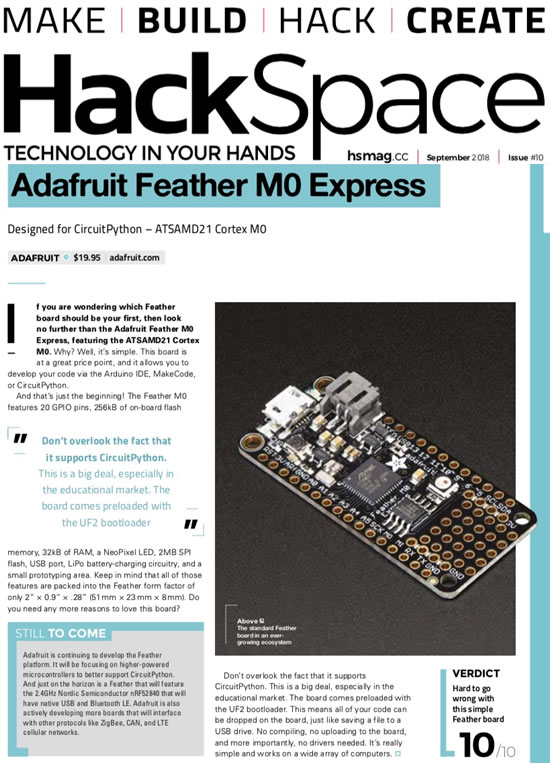 MAKE | BUILD | HACK | CREATE
HackSpace
TECHNOLOGY IN YOUR HANDS
hsmag.cc | September 2018 | Issue #10
Adafruit Feather M0 Express
Designed for CircuitPython – ATSAMD21 Cortex M0
ADAFRUIT $19.95 | adafruit.com
If you are wondering which Feather
board should be your first, then look
no further than the Adafruit Feather M0
Express, featuring the ATSAMD21 Cortex
M0. Why? Well, it's simple. This board is
at a great price point, and it allows you to
develop your code via the Arduino IDE, MakeCode,
or CircuitPython.
And that's just the beginning! The Feather M0
features 20 GPIO pins, 256kB of on-board flash
" Don't overlook the fact that
it supports CircuitPython.
This is a big deal, especially in
the educational market. The
board comes preloaded with
the UF2 bootloader "
memory, 32kB of RAM, a NeoPixel LED, 2MB SPI
flash, USB port, LiPo battery-charging circuitry, and a
small prototyping area. Keep in mind that all of those
features are packed into the Feather form factor of
only 2” × 0.9” × .28” (51 mm × 23 mm × 8 mm). Do
you need any more reasons to love this board?
STILL TO COME
Adafruit is continuing to develop the Feather
platform. It will be focusing on higher-powered
microcontrollers to better support CircuitPython.
And just on the horizon is a Feather that will feature
the 2.4GHz Nordic Semiconductor nRF52840 that will
have native USB and Bluetooth LE. Adafruit is also
actively developing more boards that will interface
with other protocols like ZigBee, CAN, and LTE
cellular networks.
Above
The standard Feather
board in an ever-
growing ecosystem
Don't overlook the fact that it supports
CircuitPython. This is a big deal, especially in the
educational market. The board comes preloaded with
the UF2 bootloader. This means all of your code can
be dropped on the board, just like saving a file to a
USB drive. No compiling, no uploading to the board,
and more importantly, no drivers needed. It's really
simple and works on a wide array of computers.
VERDICT
Hard to go
wrong with
this simple
Feather board
10/10